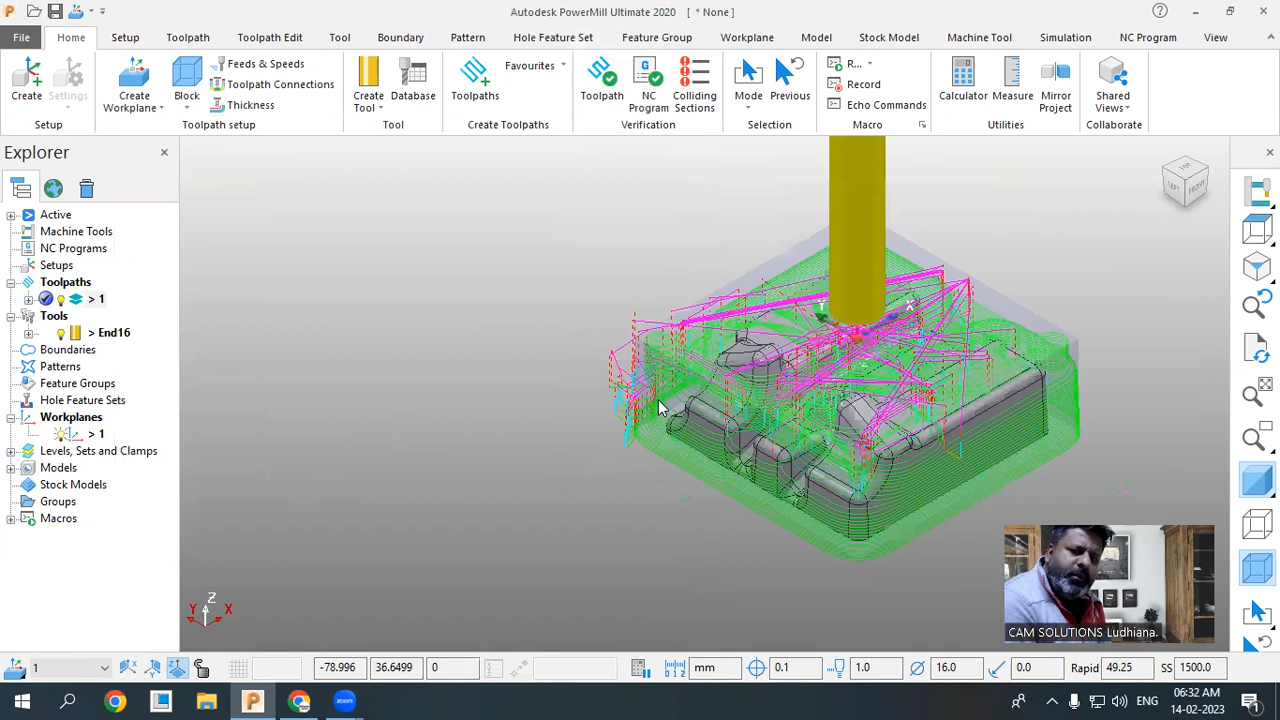 Autodesk PowerMill Ultimate 2020 [ * None ]
File Home Setup Toolpath Toolpath Edit Tool Boundary Pattern Hole Feature Set Feature Group Workplane Model Stock Model Machine Tool Simulation NC Program View
Create
Settings
Setup
Create
Workplane
Block
Feeds & Speeds
Toolpath Connections
Thickness
Toolpath setup
Create
Tool
Database
Tool
Toolpaths
Favourites
Create Toolpaths
Toolpath
NC
Program
Colliding
Sections
Verification
Mode
Previous
Selection
R...
Record
Echo Commands
Macro
Calculator
Measure
Mirror
Project
Utilities
Shared
Views
Collaborate
Explorer
Active
Machine Tools
NC Programs
Setups
Toolpaths
> 1
Tools
> End16
Boundaries
Patterns
Feature Groups
Hole Feature Sets
Workplanes
> 1
Levels, Sets and Clamps
Models
Stock Models
Groups
Macros
TOP
LEFT
FRONT
Y
X
Z
Y X
CAM SOLUTIONS Ludhiana.
1
-78.996 36.6499 0 mm 0.1 1.0 16.0 0.0 Rapid 49.25 SS 1500.0
zoom
ENG
06:32 AM
14-02-2023
1